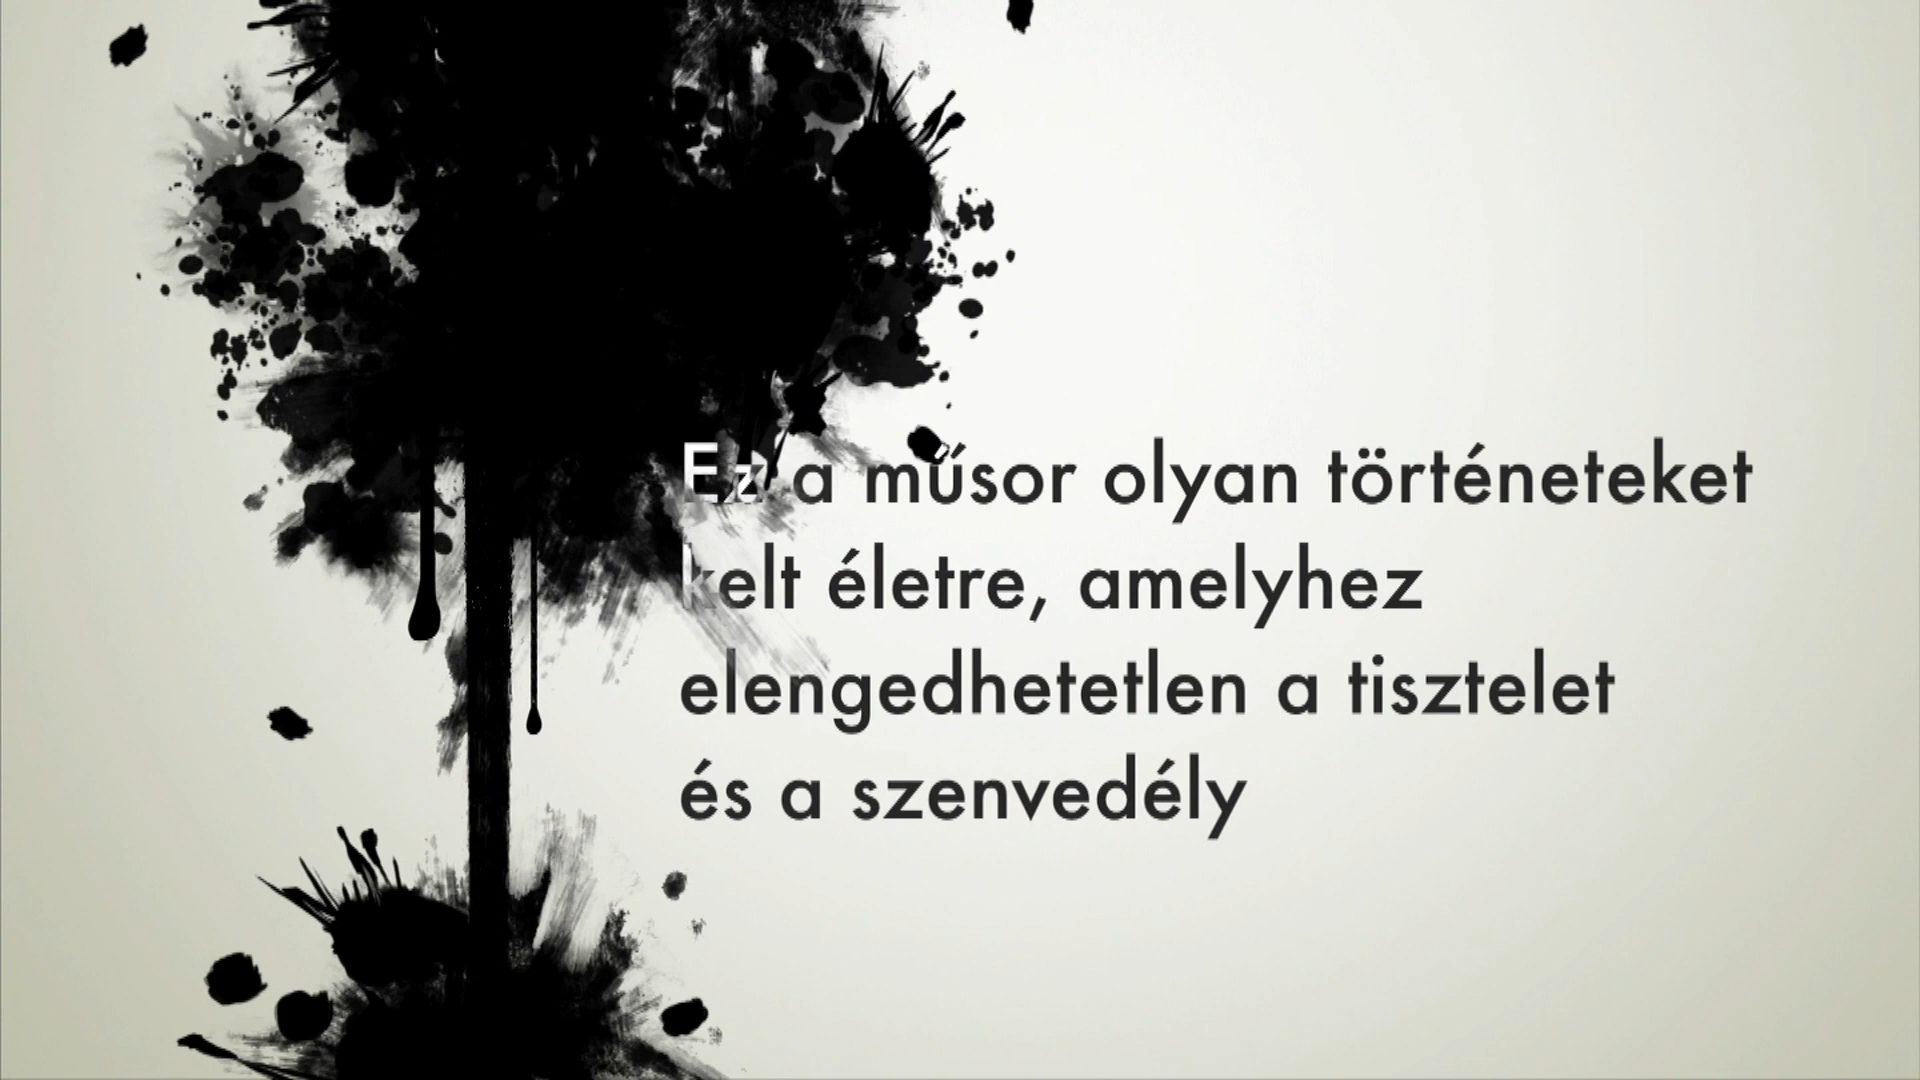 Ez a műsor olyan történeteket
kelt életre, amelyhez
elengedhetetlen a tisztelet
és a szenvedély